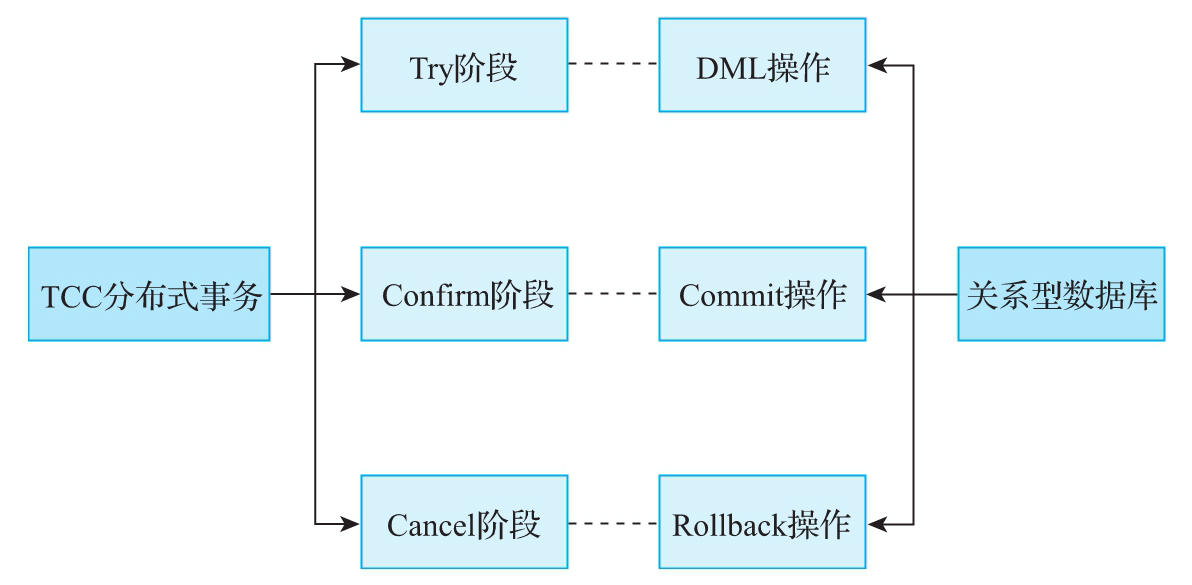 Try阶段
DML操作
TCC分布式事务
Confirm阶段
Commit操作
关系型数据库
Cancel阶段
Rollback操作